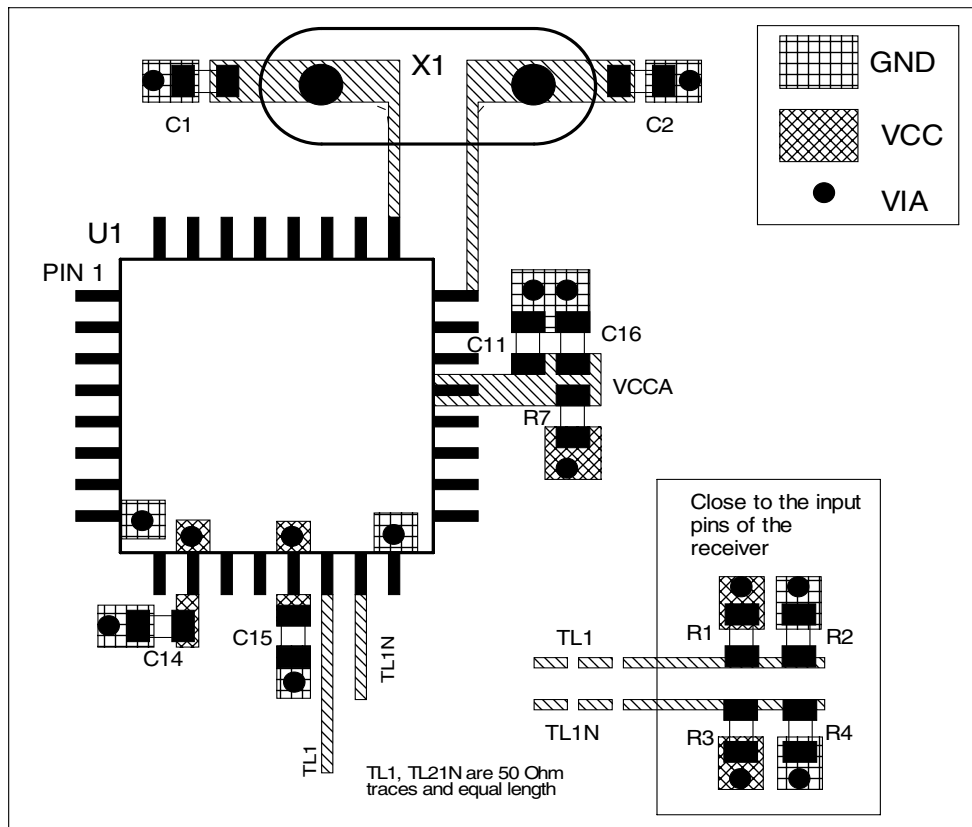 X1
C1
C2
GND
VCC
VIA
U1
PIN 1
C11
C16
VCCA
R7
C14
C15
TL1
TL1N
Close to the input
pins of the
receiver
R1
R2
TL1
TL1N
R3
R4
TL1, TL21N are 50 Ohm
traces and equal length